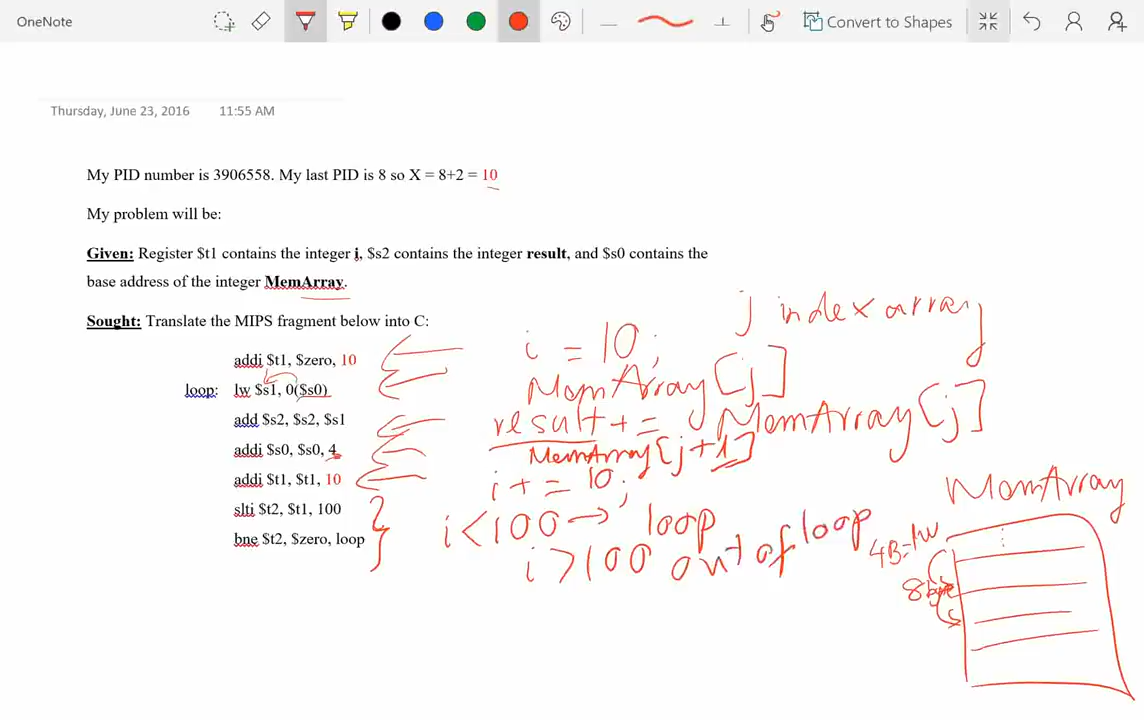 OneNote
Convert to Shapes
Thursday, June 23, 2016 11:55 AM
My PID number is 3906558. My last PID is 8 so X = 8+2 = 10
My problem will be:
Given: Register $t1 contains the integer i, $s2 contains the integer result, and $s0 contains the
base address of the integer MemArray.
Sought: Translate the MIPS fragment below into C:
j index array
addi $t1, $zero, 10
i = 10;
loop: lw $s1, 0($s0)
MemArray[j]
add $s2, $s2, $s1
result += MemArray[j]
addi $s0, $s0, 4
MemArray[j+1]
addi $t1, $t1, 10
i += 10;
slti $t2, $t1, 100
i<100 → loop
bne $t2, $zero, loop
i>100 out of loop
MemArray
4B=1W
8bytes